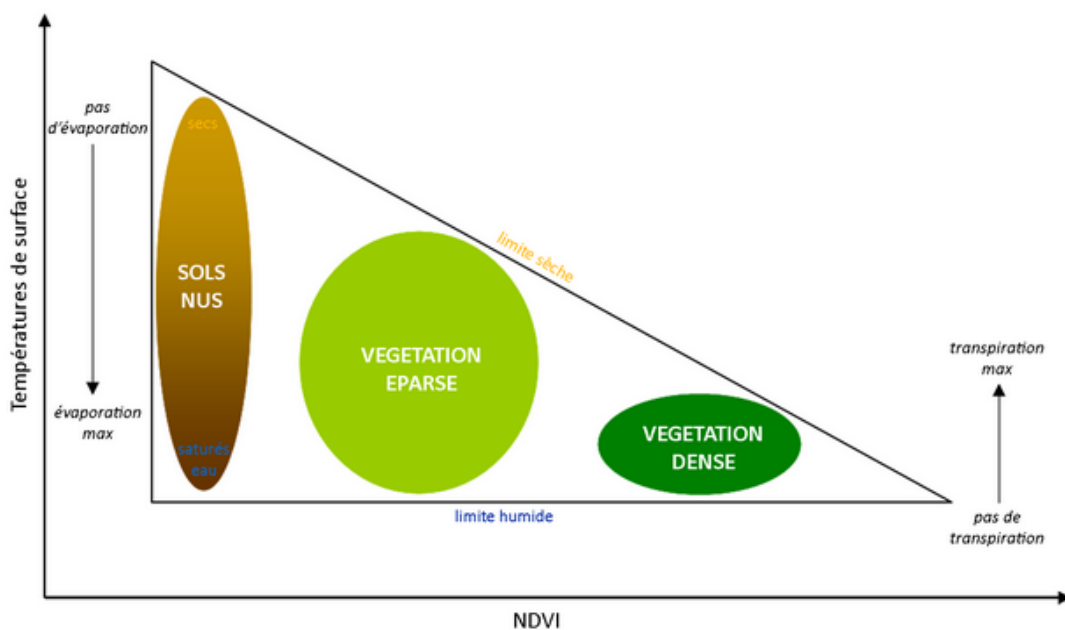 pas
d'évaporation
évaporation
max
Températures de surface
secs
SOLS
NUS
saturés
eau
VEGETATION
EPARSE
limite sèche
VEGETATION
DENSE
limite humide
transpiration
max
pas de
transpiration
NDVI